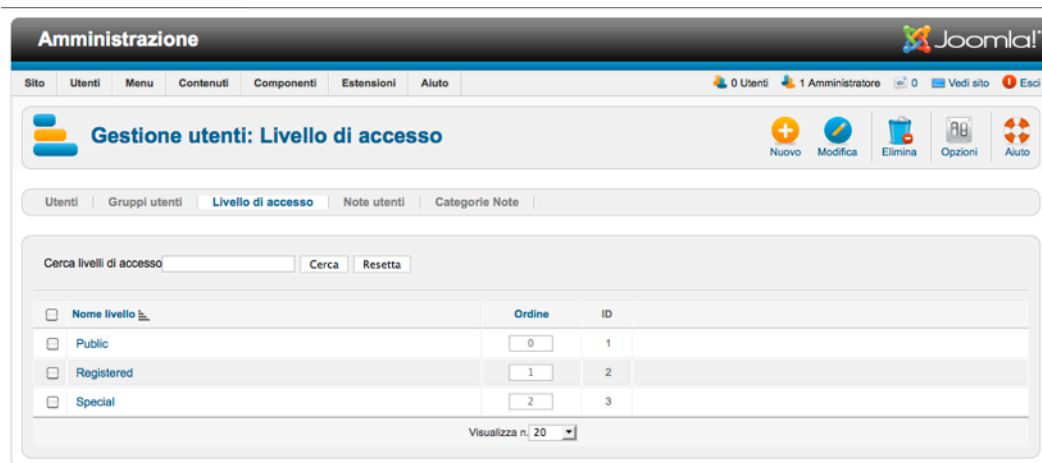 Amministrazione
Joomla!
Sito Utenti Menu Contenuti Componenti Estensioni Aiuto 0 Utenti 1 Amministratore 0 Vedi sito Esci
Gestione utenti: Livello di accesso
Nuovo Modifica Elimina Opzioni Aiuto
Utenti Gruppi utenti Livello di accesso Note utenti Categorie Note
Cerca livelli di accesso Cerca Resetta
Nome livello Ordine ID
Public 0 1
Registered 1 2
Special 2 3
Visualizza n. 20